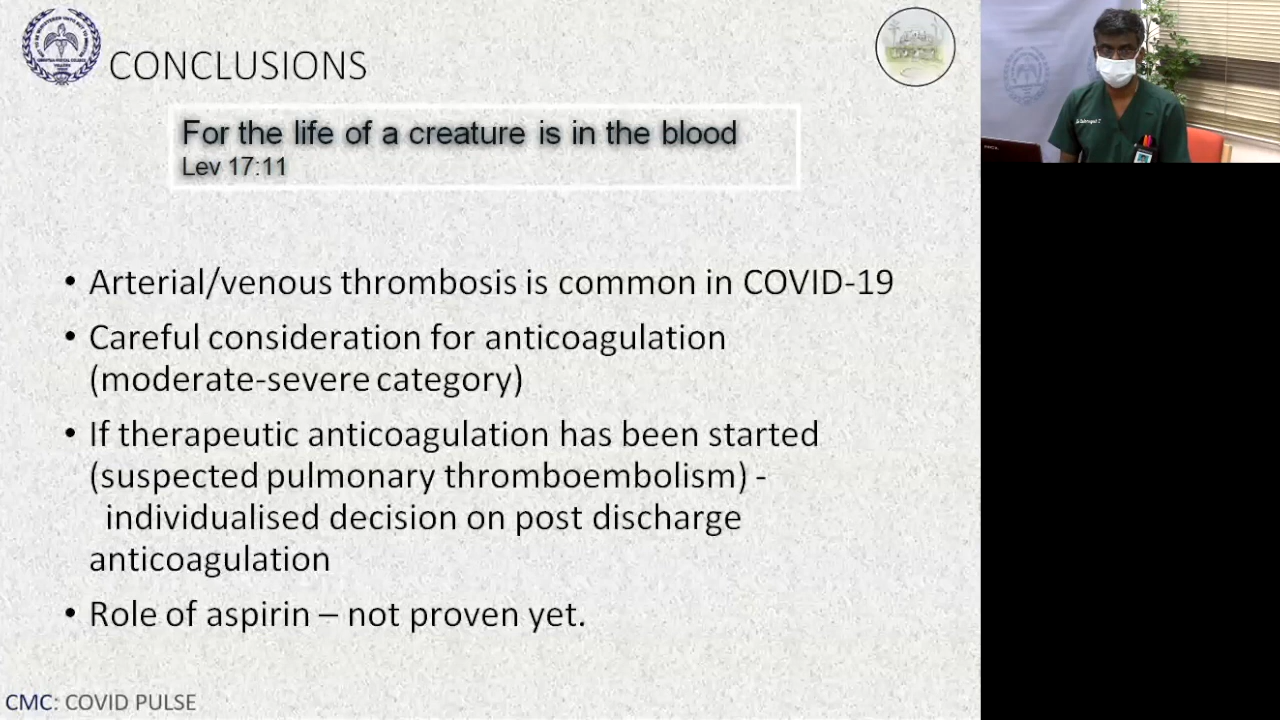 CONCLUSIONS
For the life of a creature is in the blood
Lev 17:11
• Arterial/venous thrombosis is common in COVID-19
• Careful consideration for anticoagulation
(moderate-severe category)
• If therapeutic anticoagulation has been started
(suspected pulmonary thromboembolism) -
individualised decision on post discharge
anticoagulation
• Role of aspirin – not proven yet.
CMC: COVID PULSE